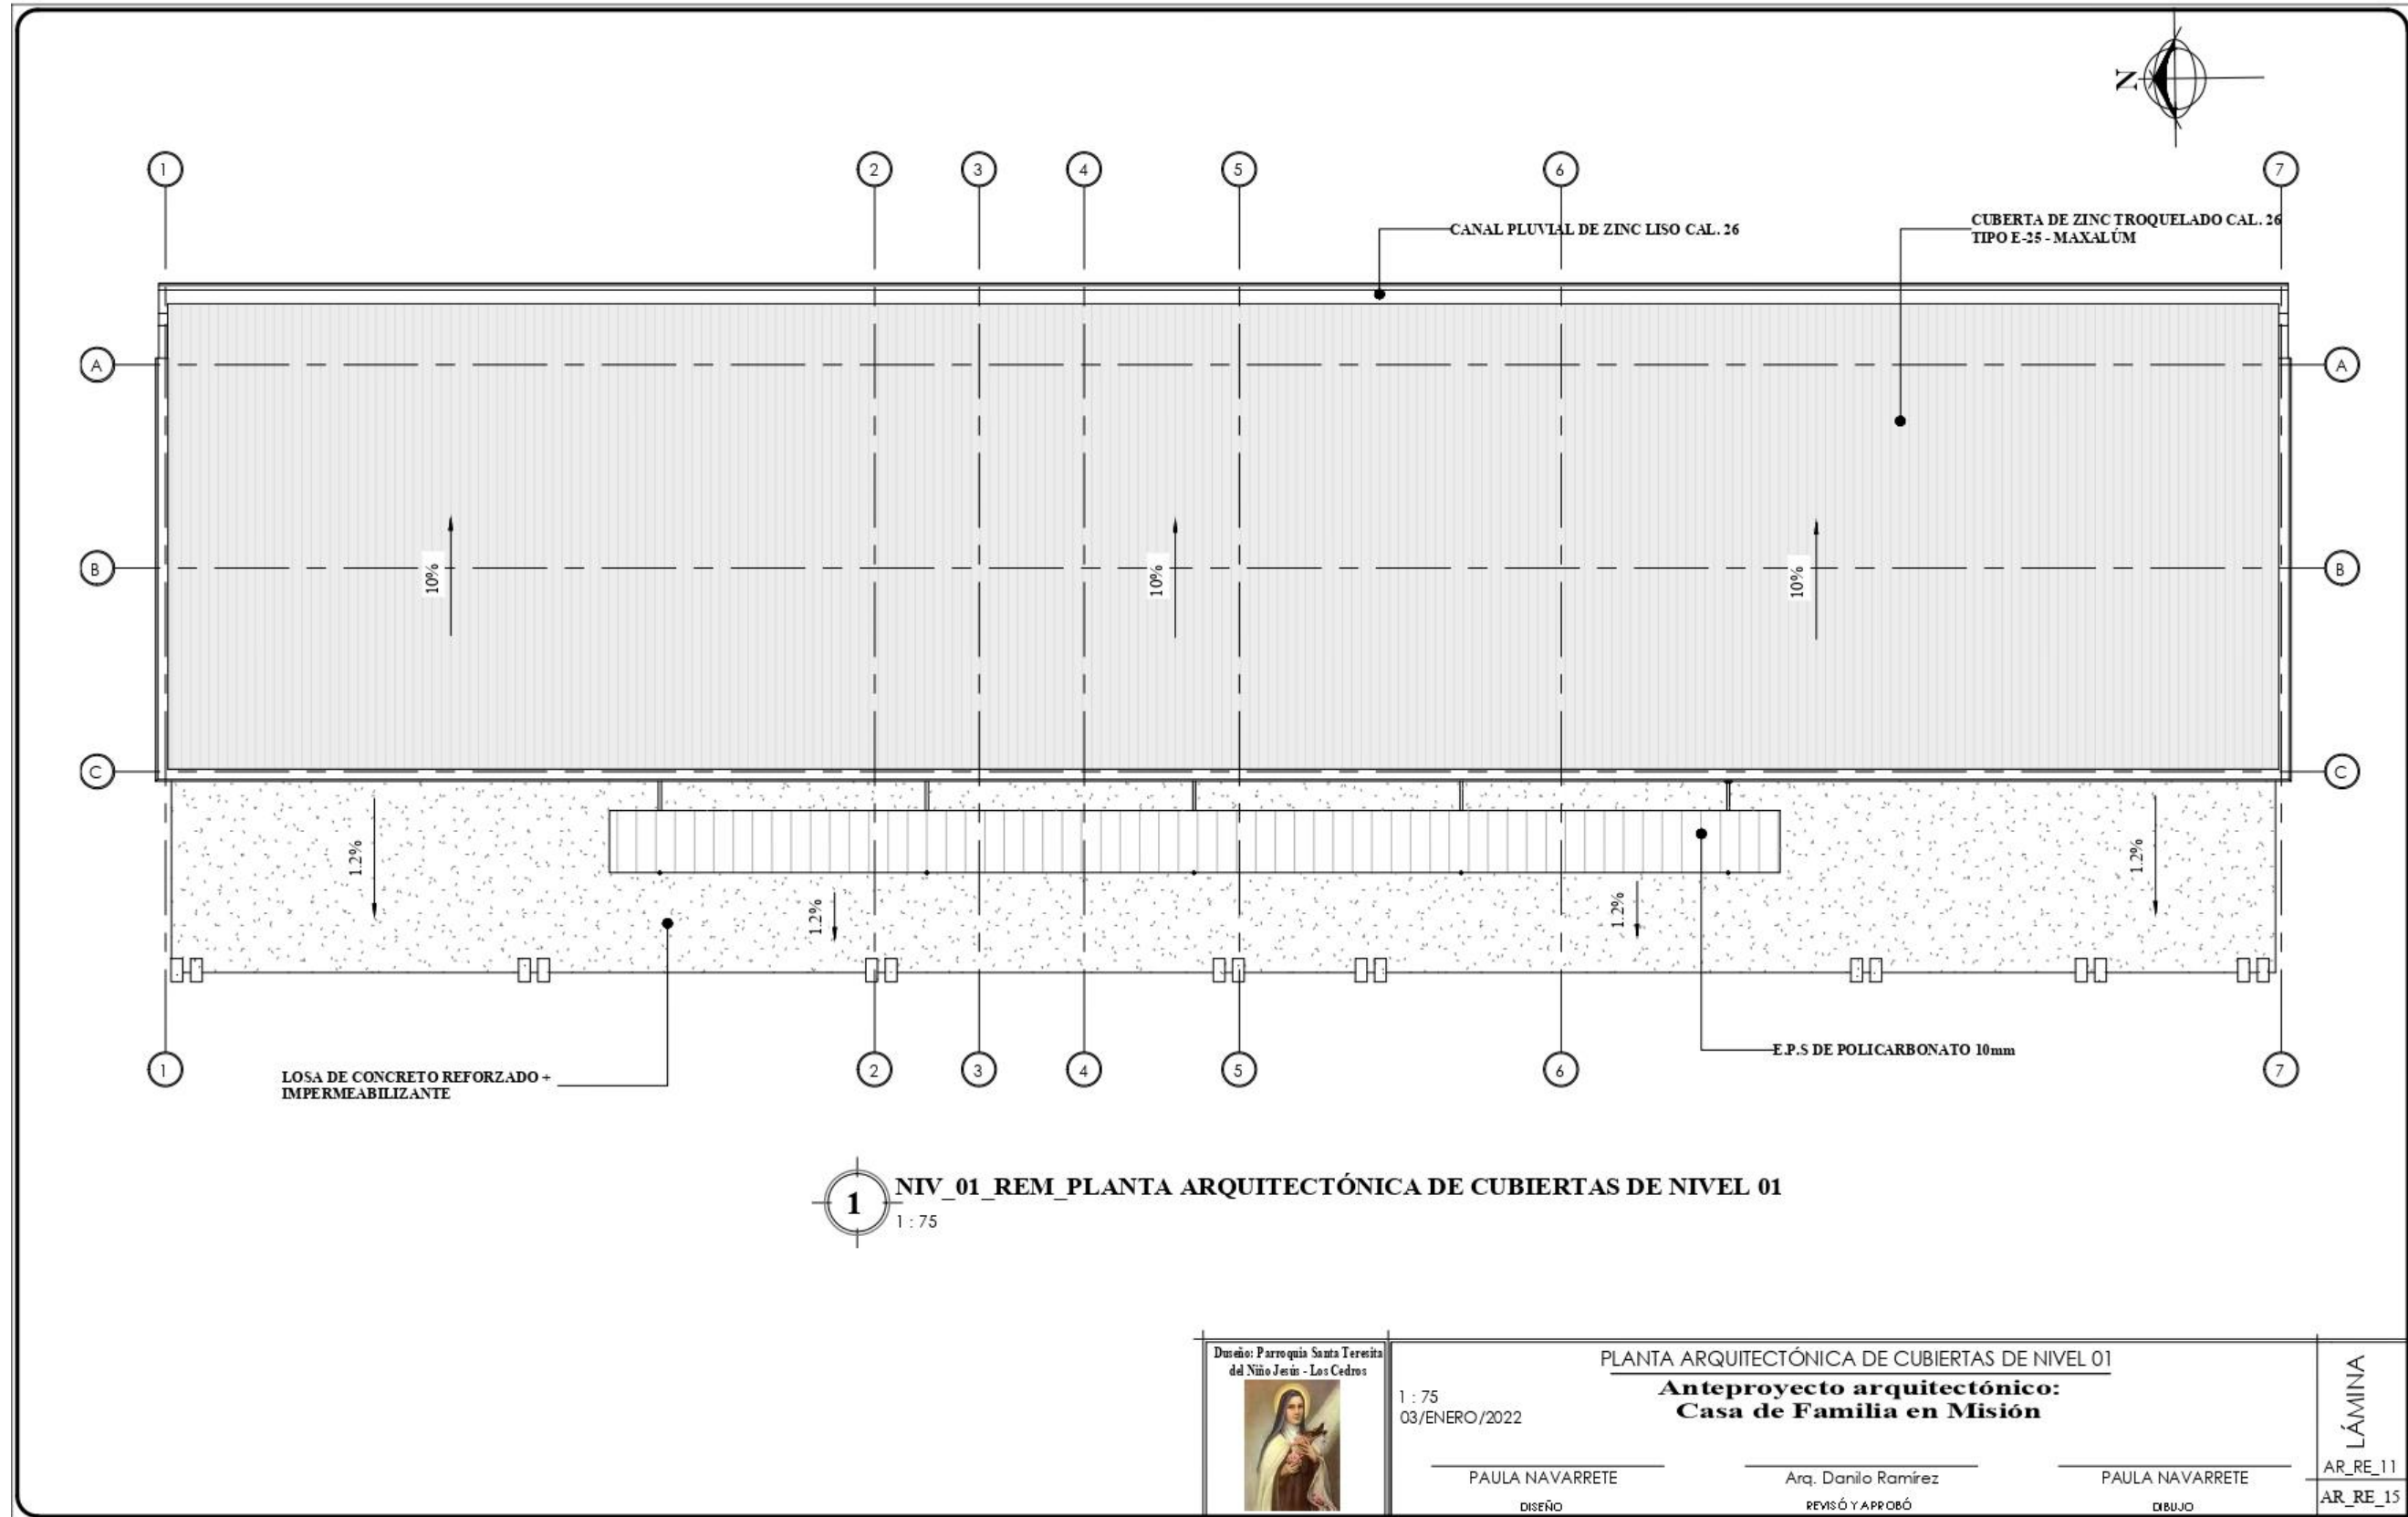 N
1
2
3
4
5
6
7
CANAL PLUVIAL DE ZINC LISO CAL. 26
CUBERTA DE ZINC TROQUELADO CAL. 26
TIPO E-25 - MAXALÚM
A
A
10%
10%
10%
B
B
C
C
1.2%
1.2%
1.2%
1.2%
LOSA DE CONCRETO REFORZADO +
IMPERMEABILIZANTE
E.P.S DE POLICARBONATO 10mm
1
2
3
4
5
6
7
1
NIV_01_REM_PLANTA ARQUITECTÓNICA DE CUBIERTAS DE NIVEL 01
1 : 75
Duseño: Parroquia Santa Teresita
del Niño Jesús - Los Cedros
PLANTA ARQUITECTÓNICA DE CUBIERTAS DE NIVEL 01
Anteproyecto arquitectónico:
Casa de Familia en Misión
1 : 75
03/ENERO/2022
PAULA NAVARRETE
DISEÑO
Arq. Danilo Ramírez
REVISÓ Y APROBÓ
PAULA NAVARRETE
DIBUJO
LÁMINA
AR_RE_11
AR_RE_15